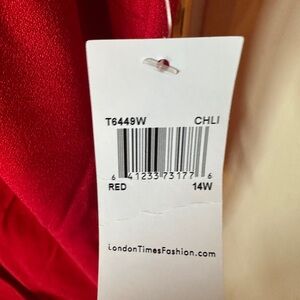 T6449W CHLI
6 41233 73177 6
RED 14W
LondonTimesFashion.com